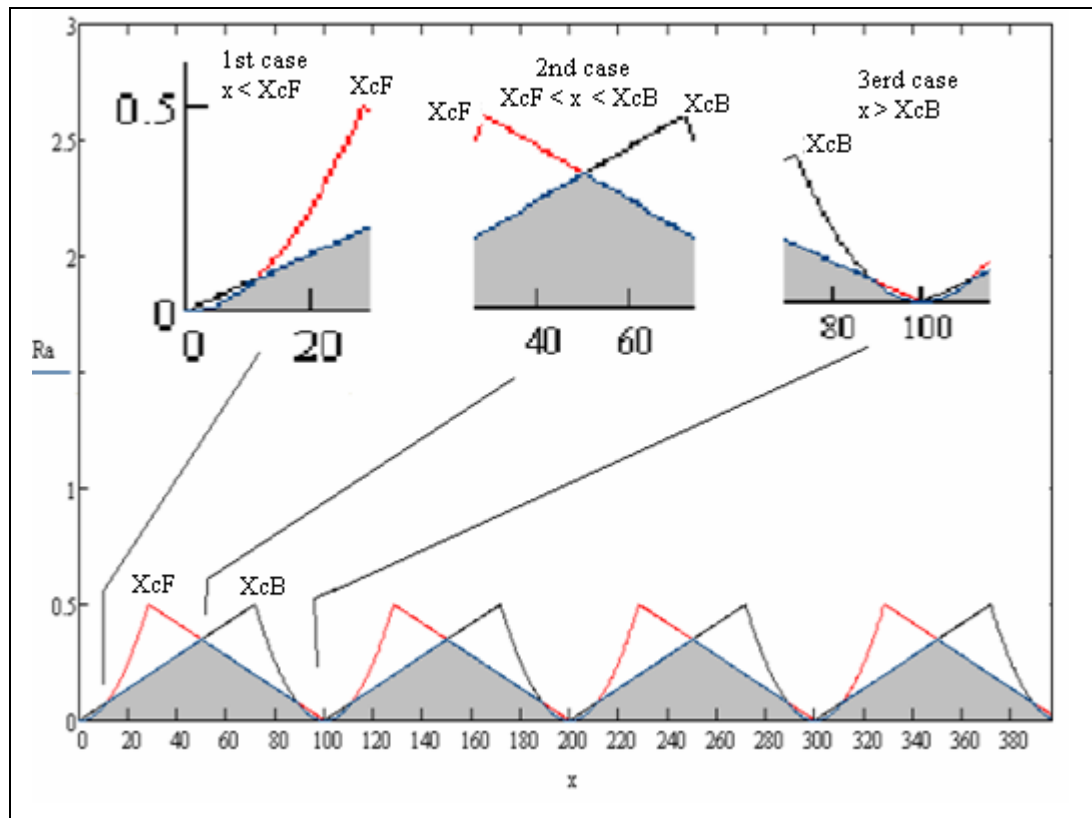 3
2.5
2
1
0.5
0
Ra
1st case
x < XcF
XcF
0.5
0
0
20
2nd case
XcF < x < XcB
XcF
XcB
40
60
3erd case
x > XcB
XcB
80
100
XcF
XcB
0 20 40 60 80 100 120 140 160 180 200 220 240 260 280 300 320 340 360 380
x